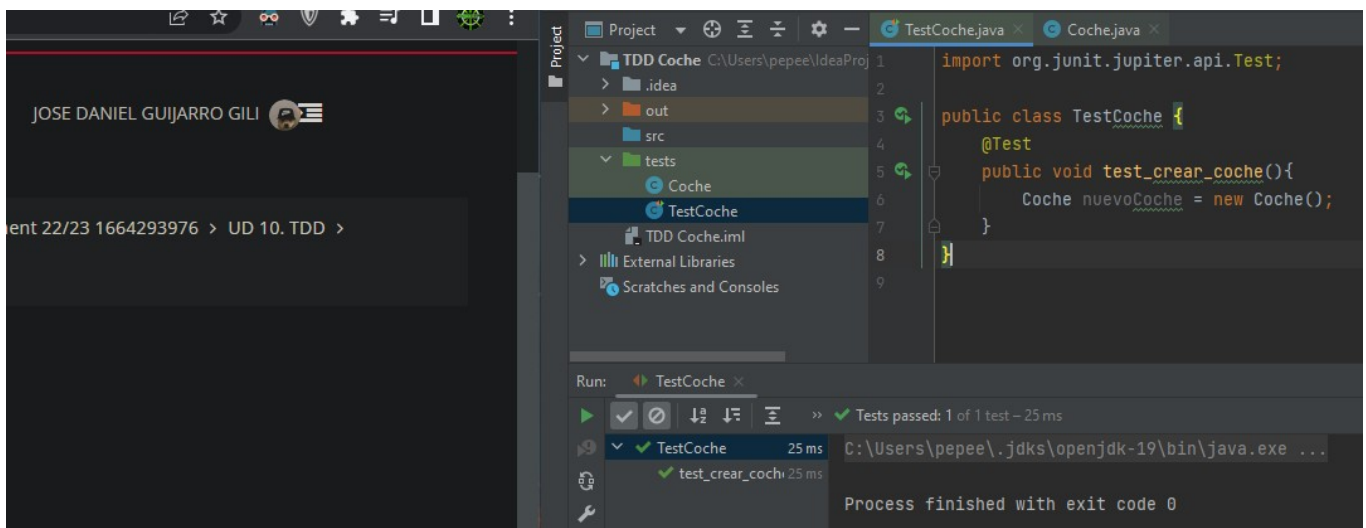 JOSE DANIEL GUIJARRO GILI
ent 22/23 1664293976 > UD 10. TDD >
Project
Project
TDD Coche C:\Users\pepee\IdeaProj
.idea
out
src
tests
Coche
TestCoche
TDD Coche.iml
External Libraries
Scratches and Consoles
TestCoche.java
Coche.java
1 import org.junit.jupiter.api.Test;
2
3 public class TestCoche {
4 @Test
5 public void test_crear_coche(){
6 Coche nuevoCoche = new Coche();
7 }
8 }
9
Run: TestCoche
>> Tests passed: 1 of 1 test – 25 ms
TestCoche 25 ms
test_crear_coch 25 ms
C:\Users\pepee\.jdks\openjdk-19\bin\java.exe ...
Process finished with exit code 0